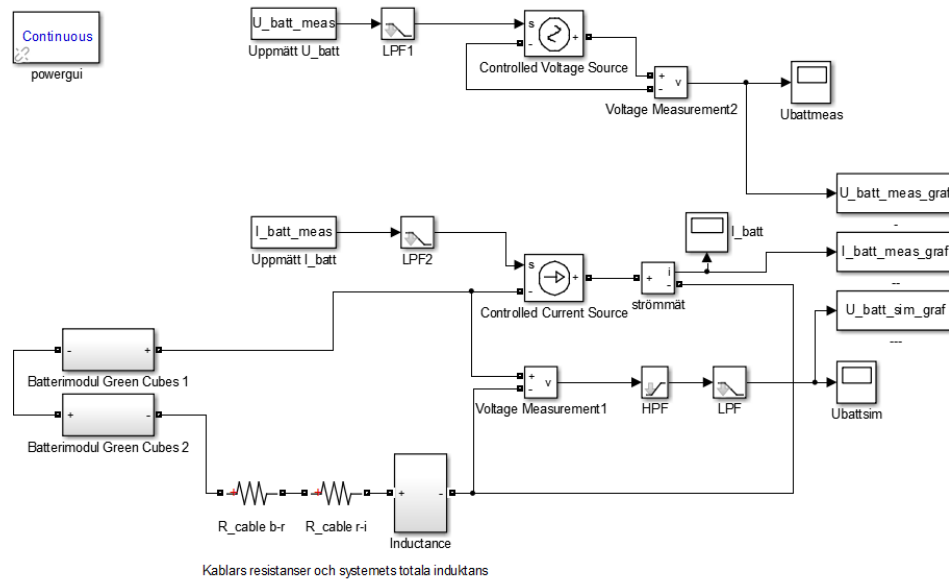 Continuous
powergui
U_batt_meas
Uppmätt U_batt
LPF1
s
-
+
Controlled Voltage Source
+
-
v
Voltage Measurement2
Ubattmeas
U_batt_meas_graf
-
I_batt_meas
Uppmätt I_batt
LPF2
s
-
+
Controlled Current Source
+
i
-
strömmät
I_batt
I_batt_meas_graf
--
U_batt_sim_graf
---
-
+
Batterimodul Green Cubes 1
+
-
Batterimodul Green Cubes 2
+
-
v
Voltage Measurement1
HPF
LPF
Ubattsim
+
R_cable b-r
+
R_cable r-i
+
-
Inductance
Kablars resistanser och systemets totala induktans